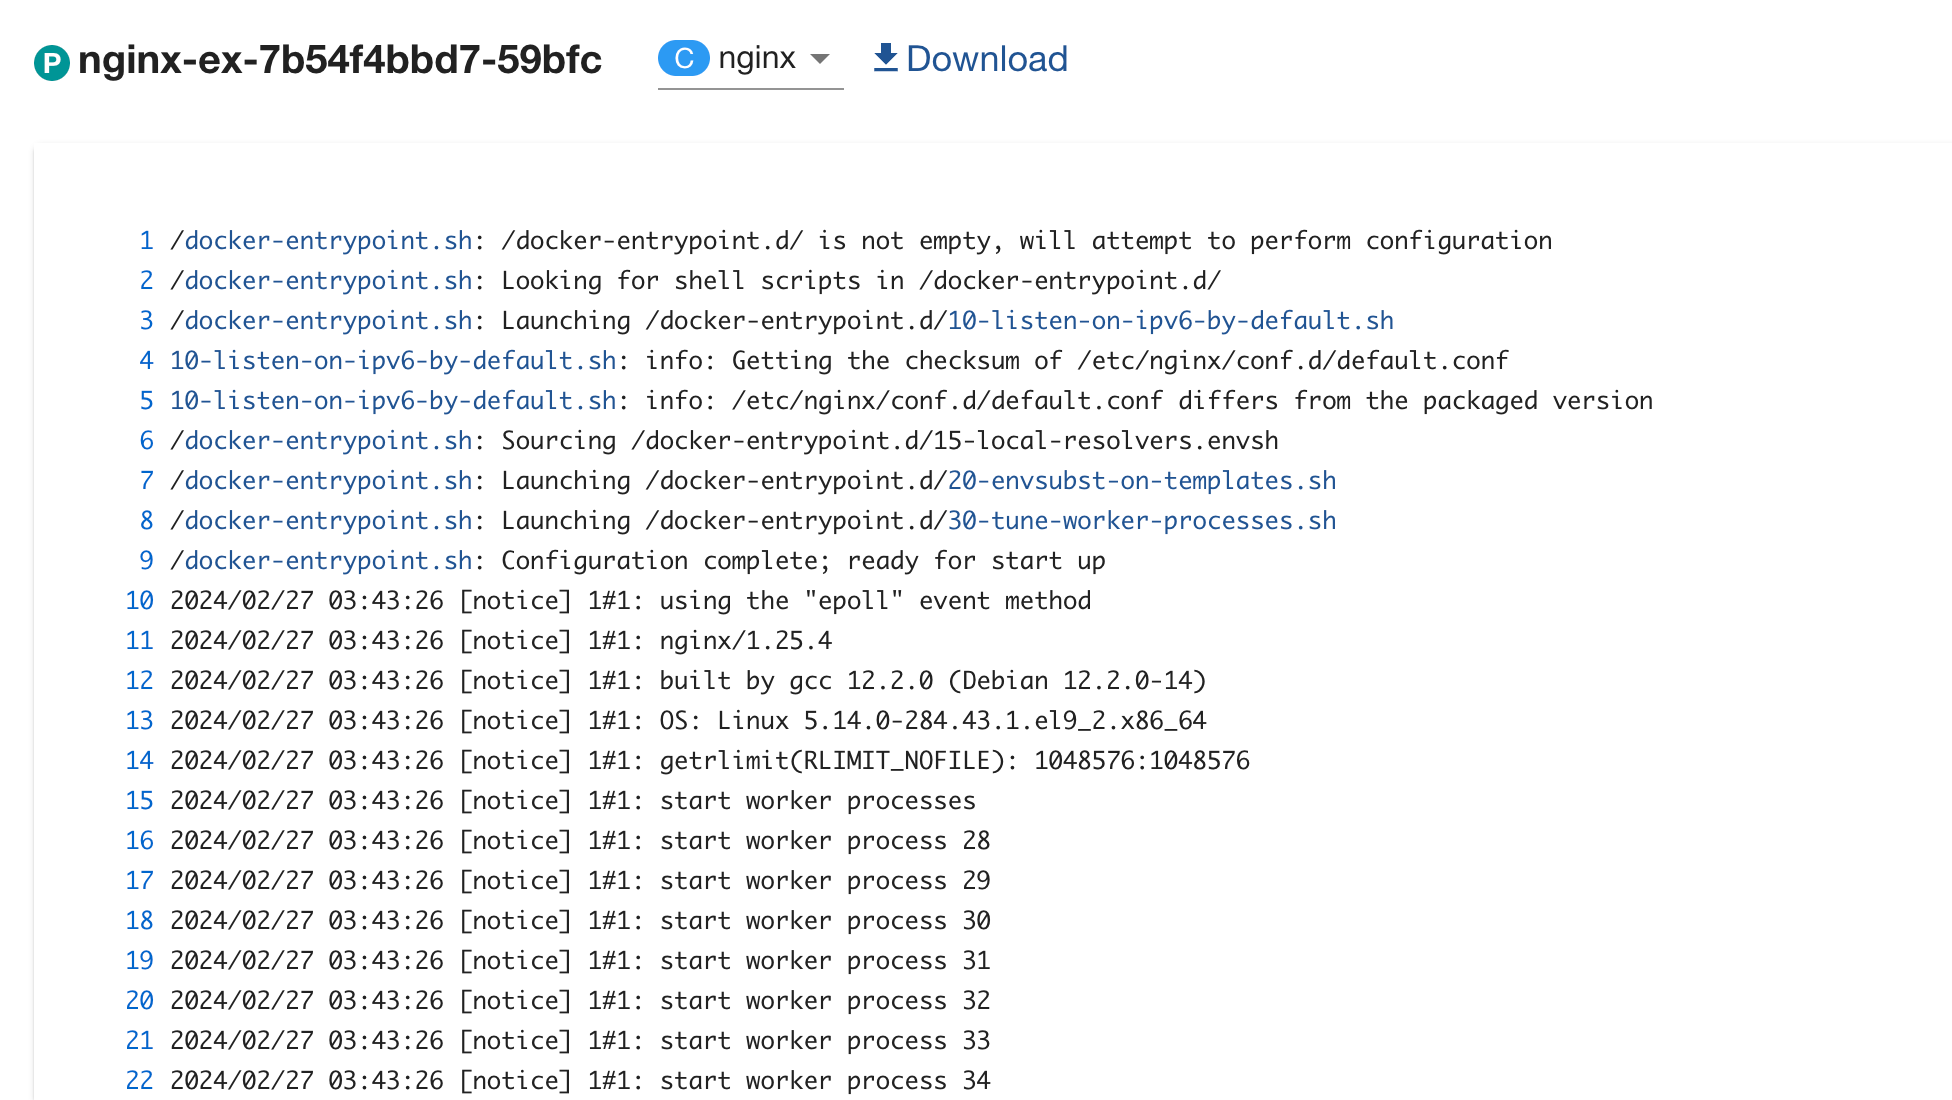 P nginx-ex-7b54f4bbd7-59bfc C nginx Download
1 /docker-entrypoint.sh: /docker-entrypoint.d/ is not empty, will attempt to perform configuration
2 /docker-entrypoint.sh: Looking for shell scripts in /docker-entrypoint.d/
3 /docker-entrypoint.sh: Launching /docker-entrypoint.d/10-listen-on-ipv6-by-default.sh
4 10-listen-on-ipv6-by-default.sh: info: Getting the checksum of /etc/nginx/conf.d/default.conf
5 10-listen-on-ipv6-by-default.sh: info: /etc/nginx/conf.d/default.conf differs from the packaged version
6 /docker-entrypoint.sh: Sourcing /docker-entrypoint.d/15-local-resolvers.envsh
7 /docker-entrypoint.sh: Launching /docker-entrypoint.d/20-envsubst-on-templates.sh
8 /docker-entrypoint.sh: Launching /docker-entrypoint.d/30-tune-worker-processes.sh
9 /docker-entrypoint.sh: Configuration complete; ready for start up
10 2024/02/27 03:43:26 [notice] 1#1: using the "epoll" event method
11 2024/02/27 03:43:26 [notice] 1#1: nginx/1.25.4
12 2024/02/27 03:43:26 [notice] 1#1: built by gcc 12.2.0 (Debian 12.2.0-14)
13 2024/02/27 03:43:26 [notice] 1#1: OS: Linux 5.14.0-284.43.1.el9_2.x86_64
14 2024/02/27 03:43:26 [notice] 1#1: getrlimit(RLIMIT_NOFILE): 1048576:1048576
15 2024/02/27 03:43:26 [notice] 1#1: start worker processes
16 2024/02/27 03:43:26 [notice] 1#1: start worker process 28
17 2024/02/27 03:43:26 [notice] 1#1: start worker process 29
18 2024/02/27 03:43:26 [notice] 1#1: start worker process 30
19 2024/02/27 03:43:26 [notice] 1#1: start worker process 31
20 2024/02/27 03:43:26 [notice] 1#1: start worker process 32
21 2024/02/27 03:43:26 [notice] 1#1: start worker process 33
22 2024/02/27 03:43:26 [notice] 1#1: start worker process 34